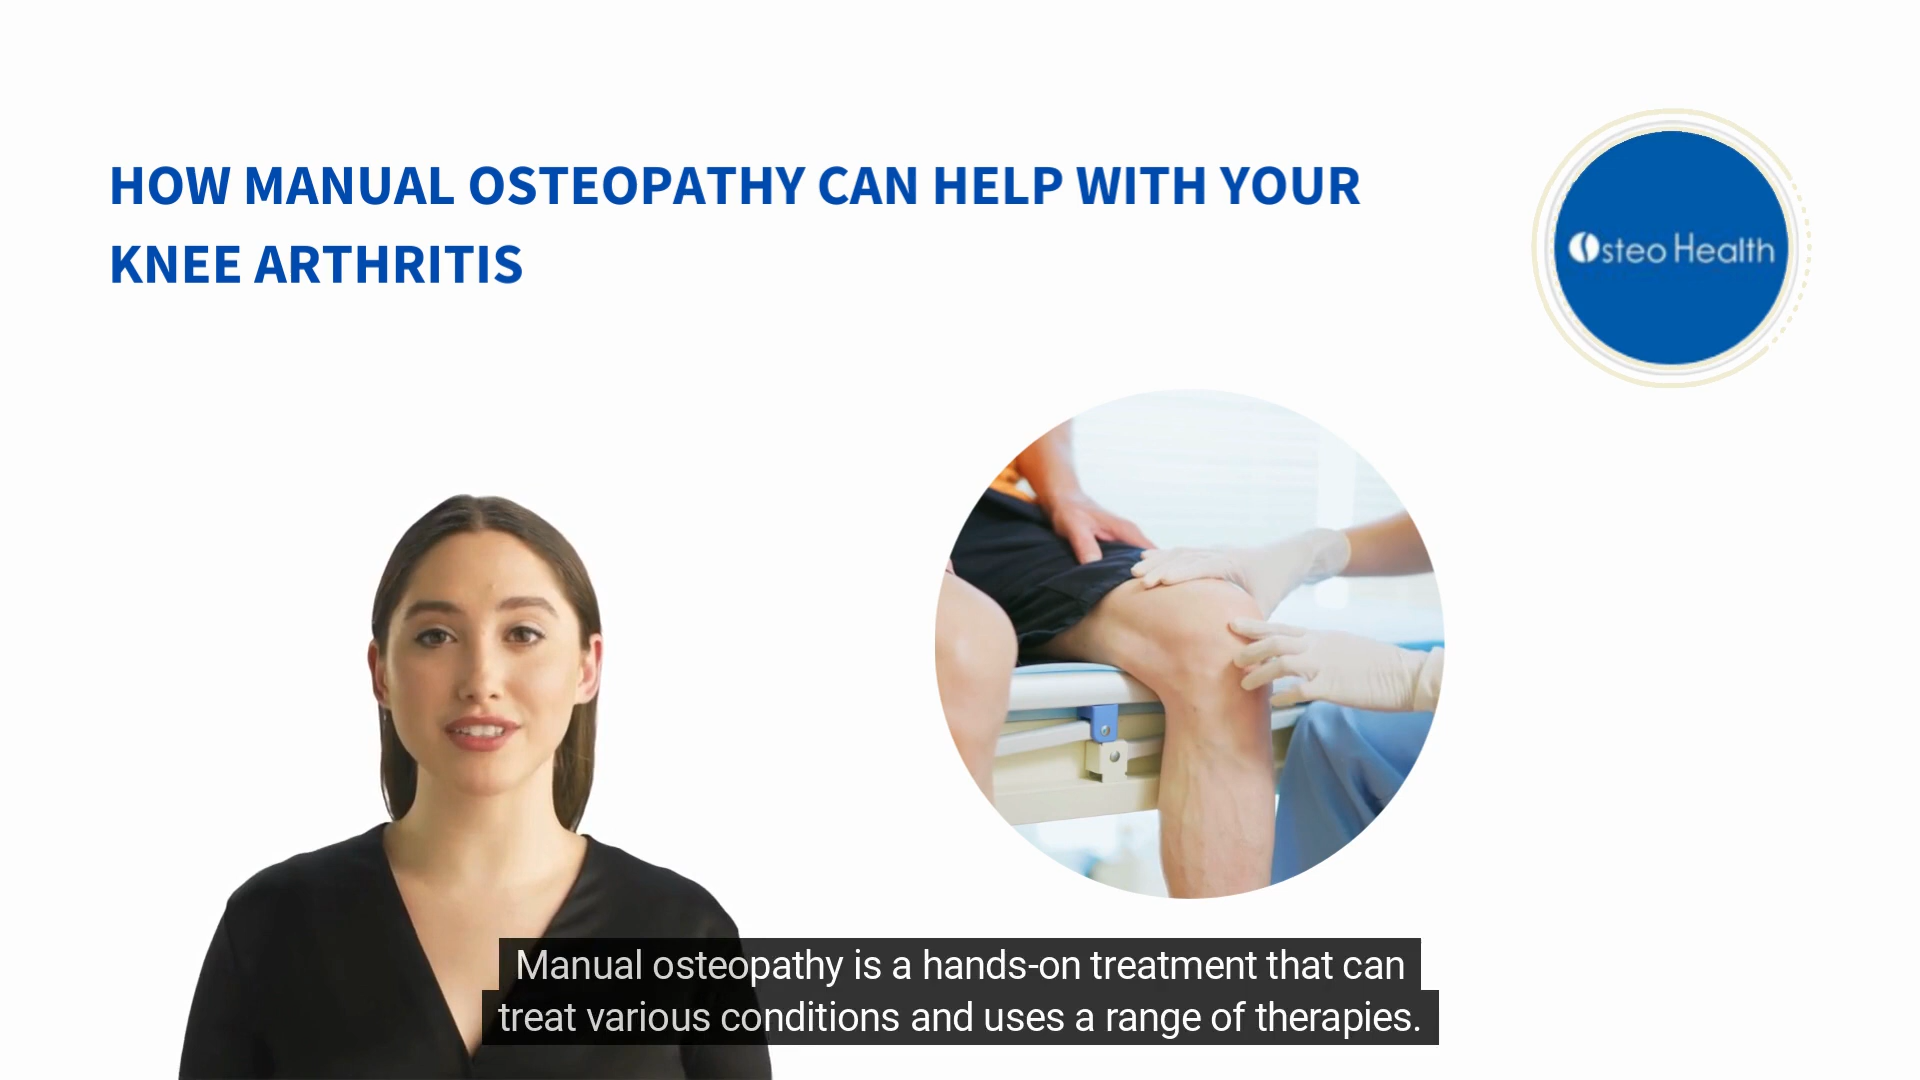 HOW MANUAL OSTEOPATHY CAN HELP WITH YOUR
KNEE ARTHRITIS
Osteo Health
Manual osteopathy is a hands-on treatment that can
treat various conditions and uses a range of therapies.